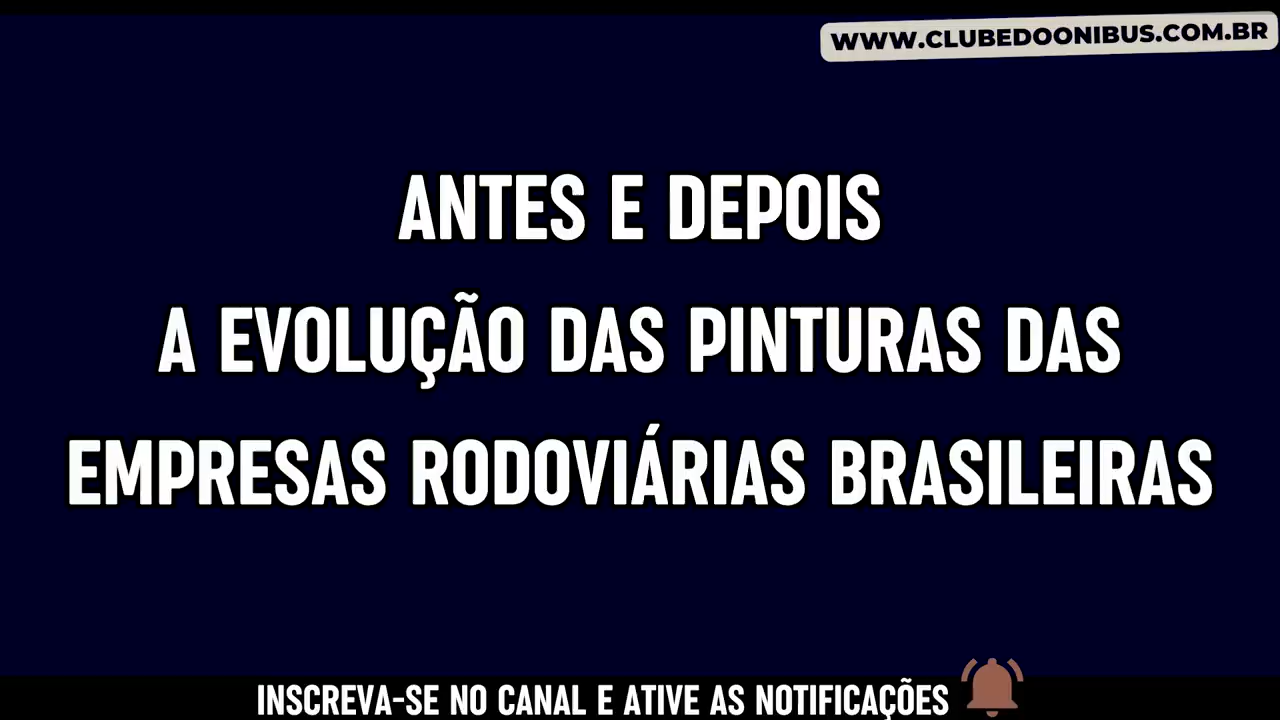 WWW.CLUBEDOONIBUS.COM.BR
ANTES E DEPOIS
A EVOLUÇÃO DAS PINTURAS DAS
EMPRESAS RODOVIÁRIAS BRASILEIRAS
INSCREVA-SE NO CANAL E ATIVE AS NOTIFICAÇÕES